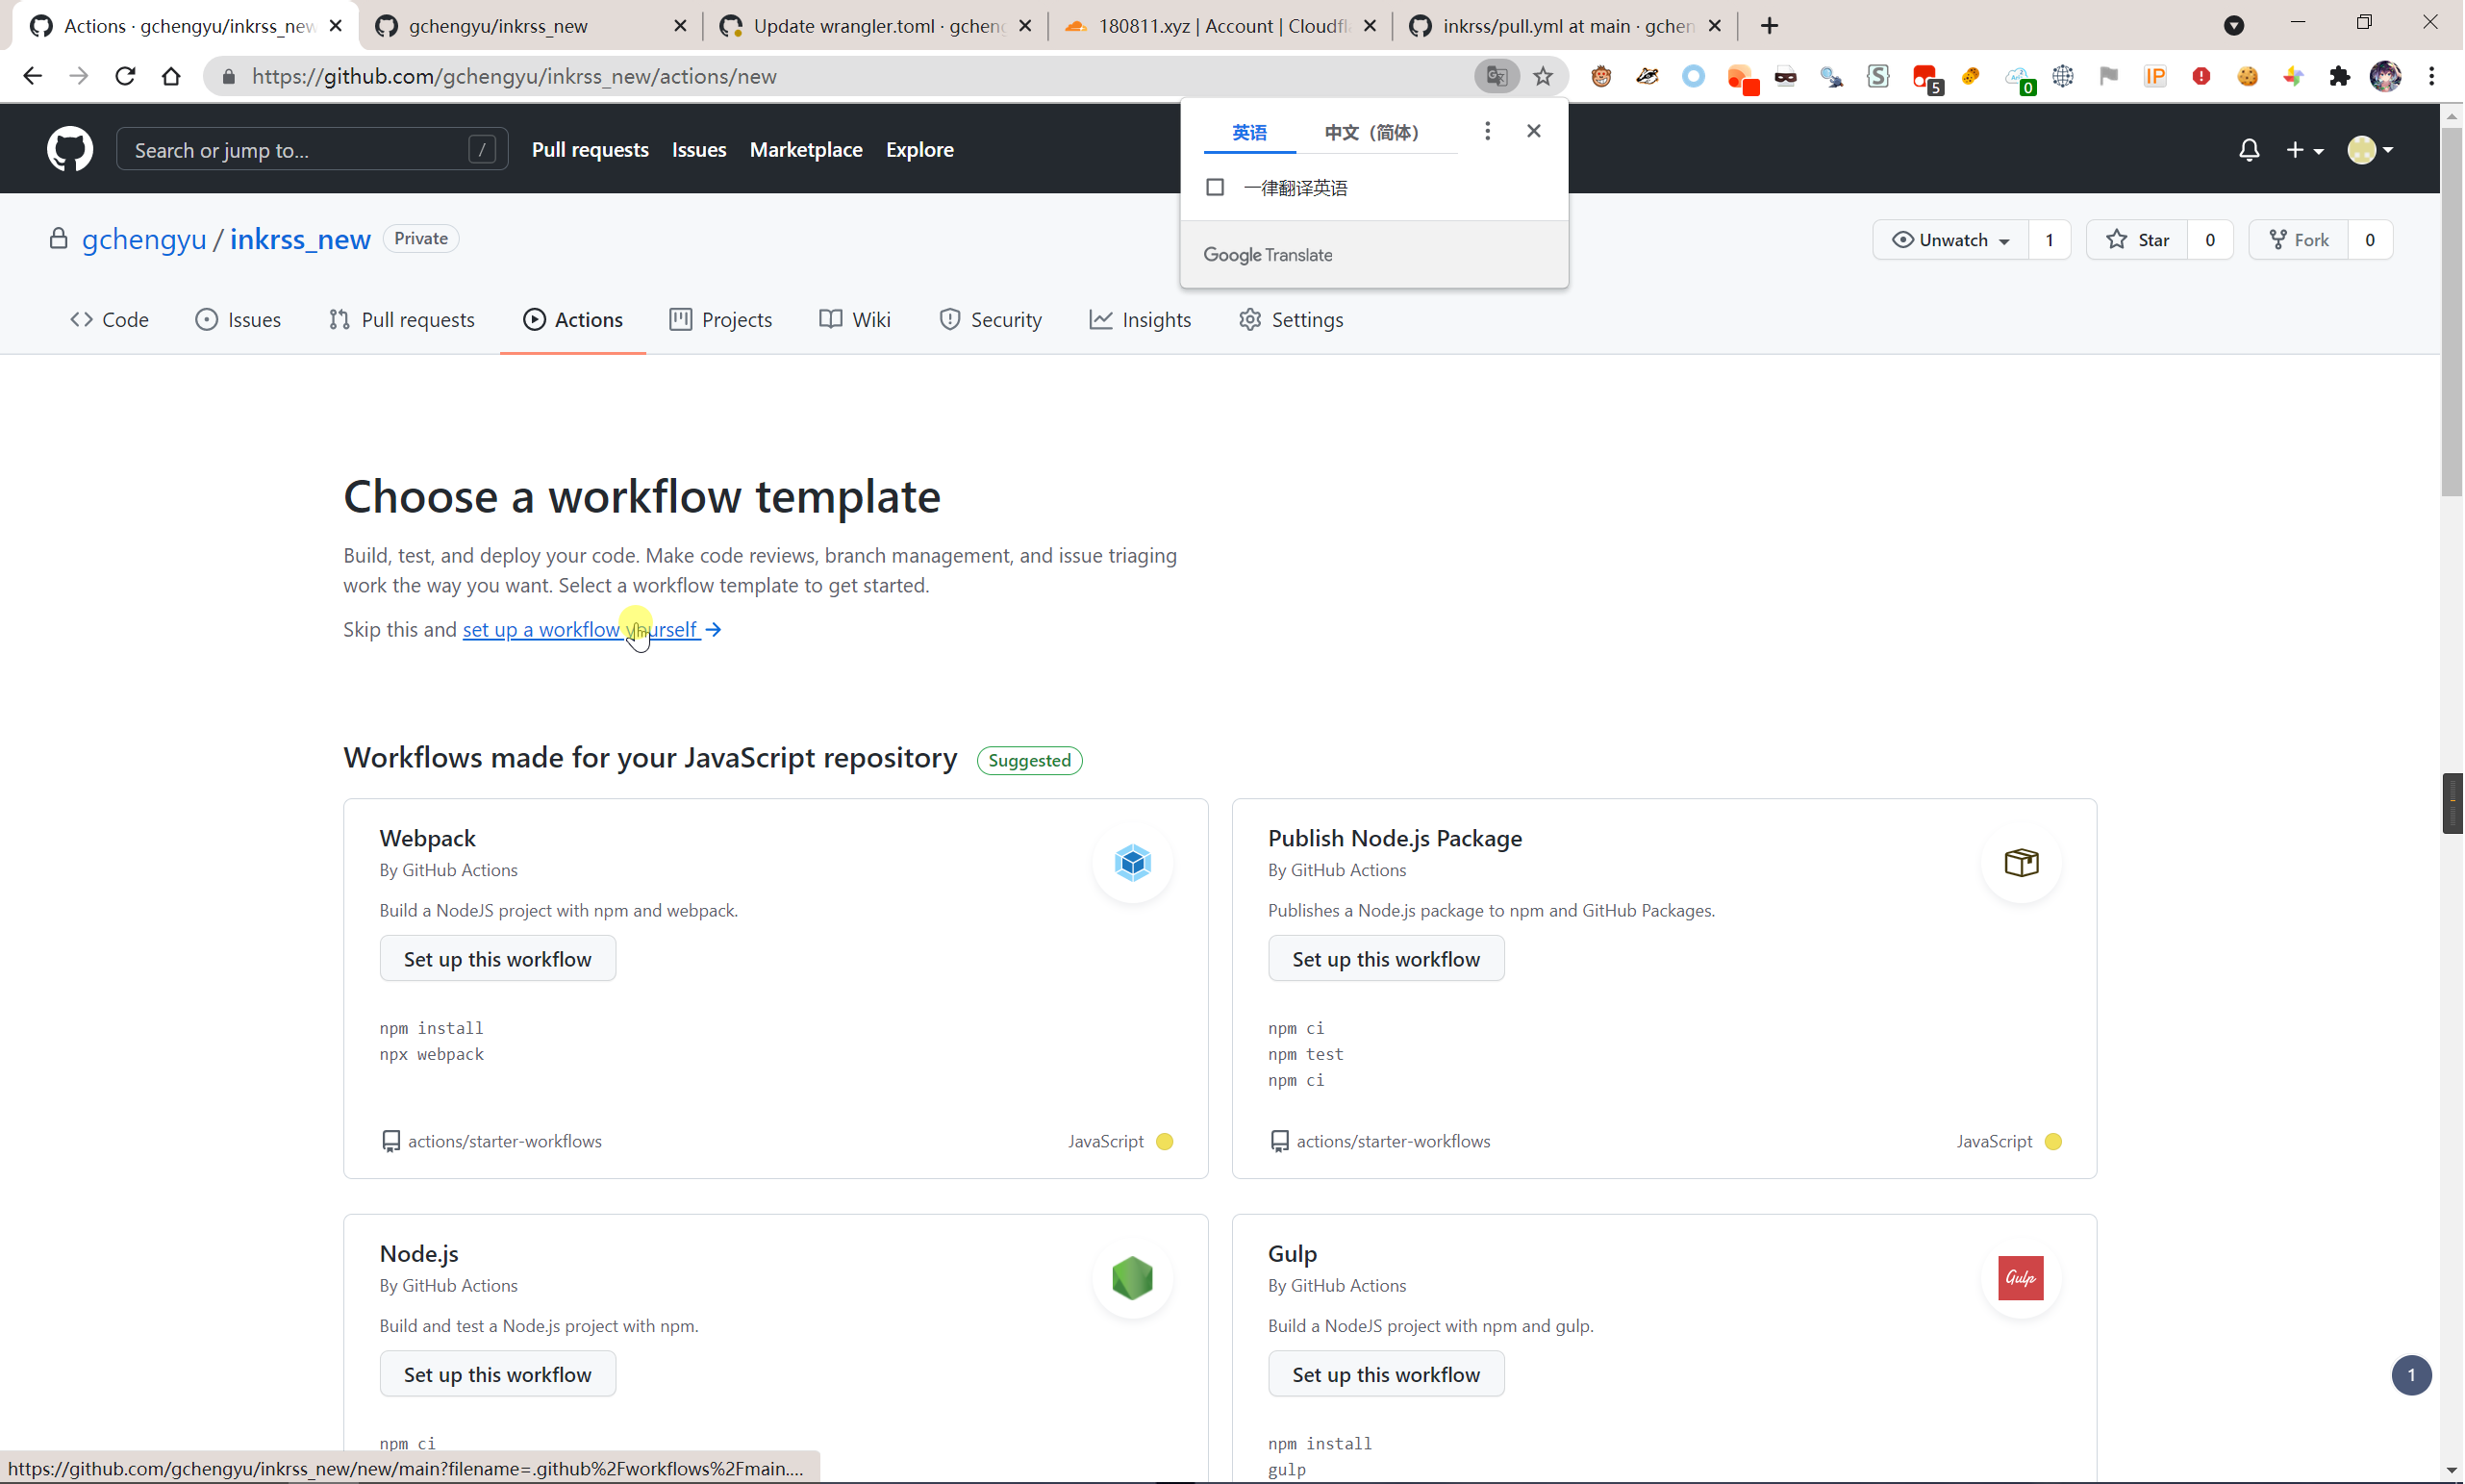 Actions · gchengyu/inkrss_new
gchengyu/inkrss_new
Update wrangler.toml · gcheng
180811.xyz | Account | Cloudfl
inkrss/pull.yml at main · gchen
https://github.com/gchengyu/inkrss_new/actions/new
5
0
IP
英语
中文（简体）
一律翻译英语
Google Translate
Search or jump to...
/
Pull requests
Issues
Marketplace
Explore
gchengyu / inkrss_new
Private
Unwatch
1
Star
0
Fork
0
Code
Issues
Pull requests
Actions
Projects
Wiki
Security
Insights
Settings
Choose a workflow template
Build, test, and deploy your code. Make code reviews, branch management, and issue triaging
work the way you want. Select a workflow template to get started.
Skip this and set up a workflow yourself
Workflows made for your JavaScript repository
Suggested
Webpack
By GitHub Actions
Build a NodeJS project with npm and webpack.
Set up this workflow
npm install
npx webpack
actions/starter-workflows
JavaScript
Publish Node.js Package
By GitHub Actions
Publishes a Node.js package to npm and GitHub Packages.
Set up this workflow
npm ci
npm test
npm ci
actions/starter-workflows
JavaScript
Node.js
By GitHub Actions
Build and test a Node.js project with npm.
Set up this workflow
npm ci
Gulp
By GitHub Actions
Build a NodeJS project with npm and gulp.
Gulp
Set up this workflow
npm install
gulp
1
https://github.com/gchengyu/inkrss_new/new/main?filename=.github%2Fworkflows%2Fmain....